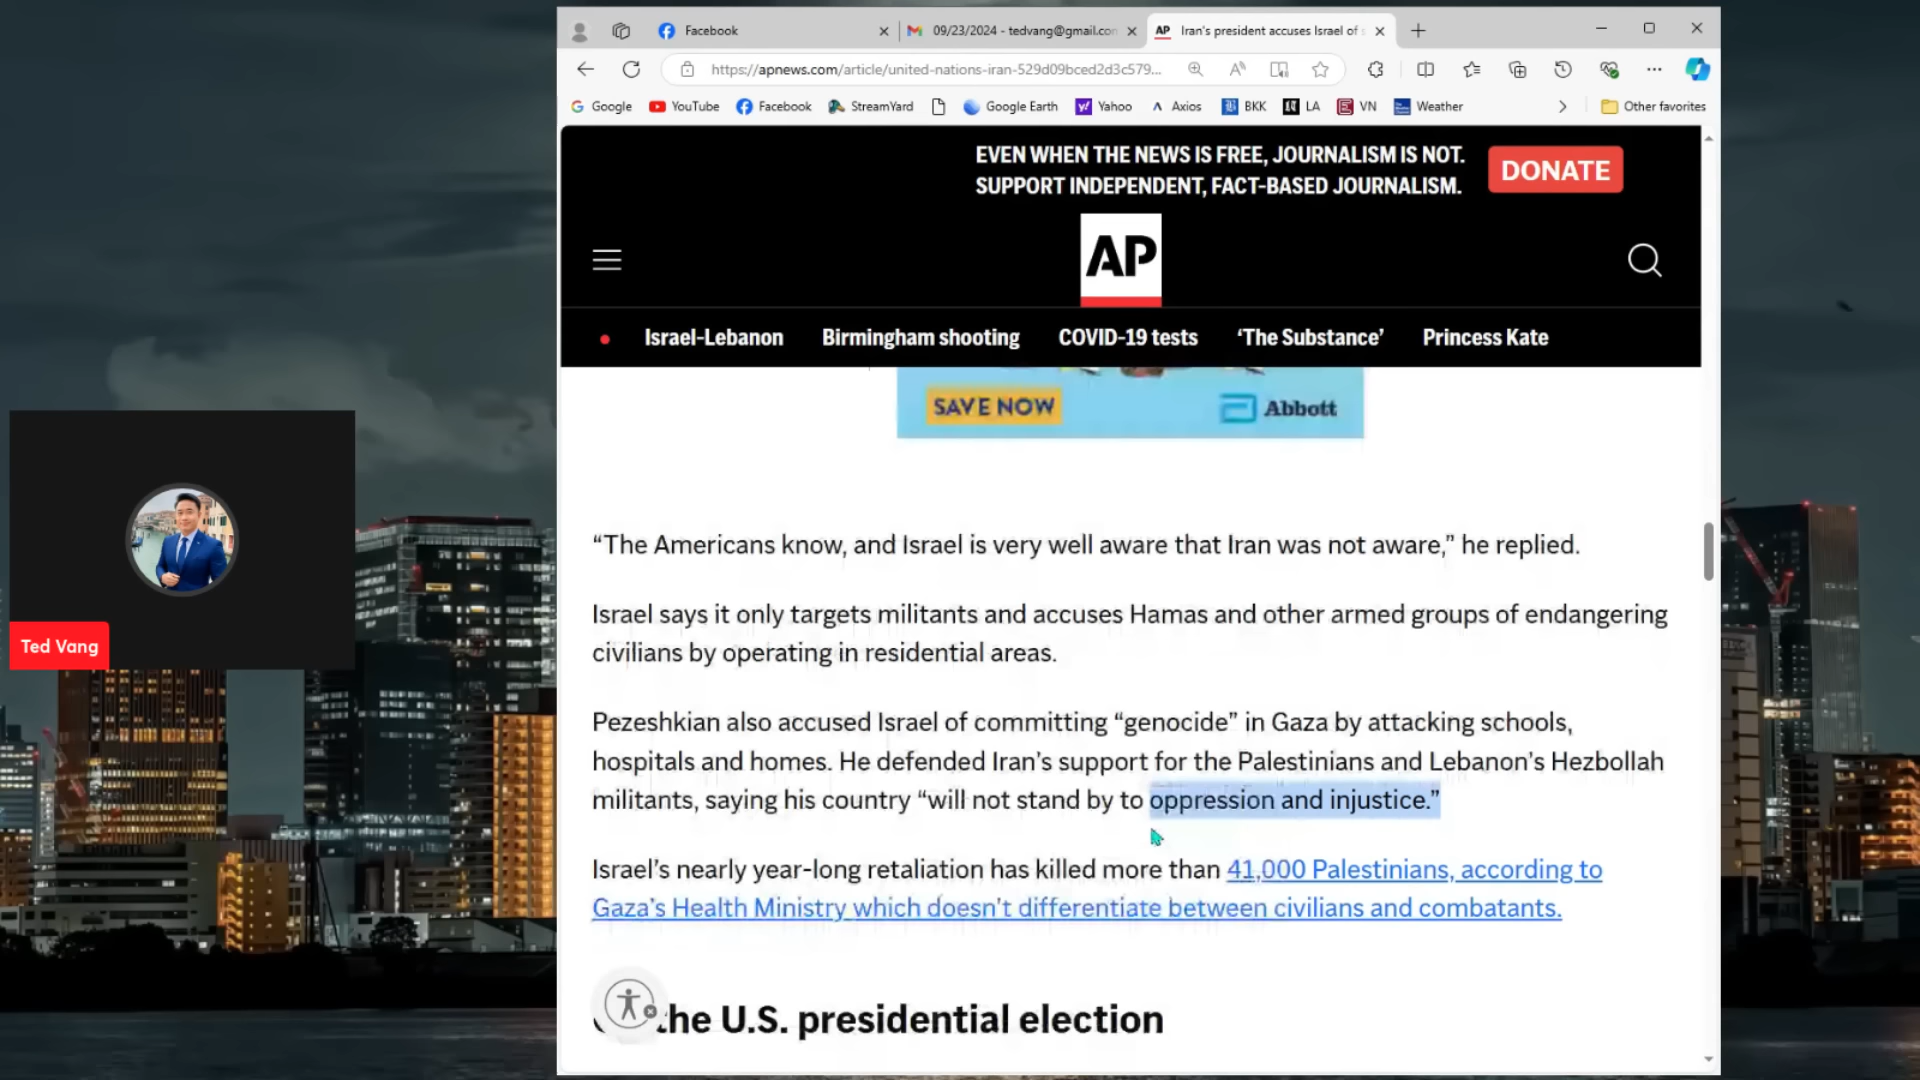 Facebook
09/23/2024 - tedvang@gmail.con
AP Iran's president accuses Israel of s
https://apnews.com/article/united-nations-iran-529d09bced2d3c579...
Google YouTube Facebook StreamYard Google Earth Yahoo Axios BKK LA VN Weather Other favorites
EVEN WHEN THE NEWS IS FREE, JOURNALISM IS NOT.
SUPPORT INDEPENDENT, FACT-BASED JOURNALISM.
DONATE
AP
Israel-Lebanon Birmingham shooting COVID-19 tests ‘The Substance’ Princess Kate
SAVE NOW Abbott
“The Americans know, and Israel is very well aware that Iran was not aware,” he replied.
Israel says it only targets militants and accuses Hamas and other armed groups of endangering
civilians by operating in residential areas.
Pezeshkian also accused Israel of committing “genocide” in Gaza by attacking schools,
hospitals and homes. He defended Iran’s support for the Palestinians and Lebanon’s Hezbollah
militants, saying his country “will not stand by to oppression and injustice.”
Israel’s nearly year-long retaliation has killed more than 41,000 Palestinians, according to
Gaza’s Health Ministry which doesn’t differentiate between civilians and combatants.
the U.S. presidential election
Ted Vang